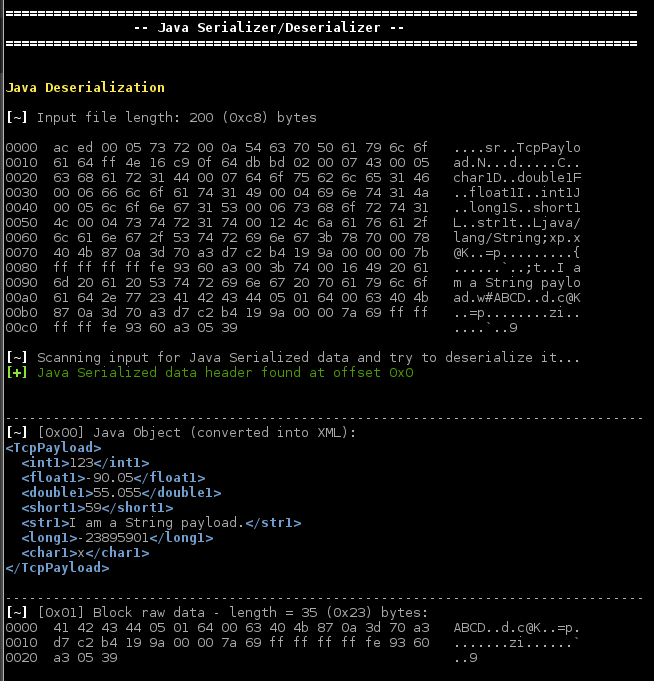 ===============================================================================
-- Java Serializer/Deserializer --
===============================================================================
Java Deserialization
[~] Input file length: 200 (0xc8) bytes
0000  ac ed 00 05 73 72 00 0a 54 63 70 50 61 79 6c 6f   ....sr..TcpPaylo
0010  61 64 ff 4e 16 c9 0f 64 db bd 02 00 07 43 00 05   ad.N...d.....C..
0020  63 68 61 72 31 44 00 07 64 6f 75 62 6c 65 31 46   char1D..double1F
0030  00 06 66 6c 6f 61 74 31 49 00 04 69 6e 74 31 4a   ..float1I..int1J
0040  00 05 6c 6f 6e 67 31 53 00 06 73 68 6f 72 74 31   ..long1S..short1
0050  4c 00 04 73 74 72 31 74 00 12 4c 6a 61 76 61 2f   L..str1t..Ljava/
0060  6c 61 6e 67 2f 53 74 72 69 6e 67 3b 78 70 00 78   lang/String;xp.x
0070  40 4b 87 0a 3d 70 a3 d7 c2 b4 19 9a 00 00 00 7b   @K..=p.........{
0080  ff ff ff ff fe 93 60 a3 00 3b 74 00 16 49 20 61   ......`..;t..I a
0090  6d 20 61 20 53 74 72 69 6e 67 20 70 61 79 6c 6f   m a String paylo
00a0  61 64 2e 77 23 41 42 43 44 05 01 64 00 63 40 4b   ad.w#ABCD..d.c@K
00b0  87 0a 3d 70 a3 d7 c2 b4 19 9a 00 00 7a 69 ff ff   ..=p........zi..
00c0  ff ff fe 93 60 a3 05 39                           ....`..9
[~] Scanning input for Java Serialized data and try to deserialize it...
[+] Java Serialized data header found at offset 0x0
--------------------------------------------------------------------------------
[~] [0x00] Java Object (converted into XML):
<TcpPayload>
  <int1>123</int1>
  <float1>-90.05</float1>
  <double1>55.055</double1>
  <short1>59</short1>
  <str1>I am a String payload.</str1>
  <long1>-23895901</long1>
  <char1>x</char1>
</TcpPayload>
--------------------------------------------------------------------------------
[~] [0x01] Block raw data - length = 35 (0x23) bytes:
0000  41 42 43 44 05 01 64 00 63 40 4b 87 0a 3d 70 a3   ABCD..d.c@K..=p.
0010  d7 c2 b4 19 9a 00 00 7a 69 ff ff ff ff fe 93 60   .......zi......`
0020  a3 05 39                                          ..9